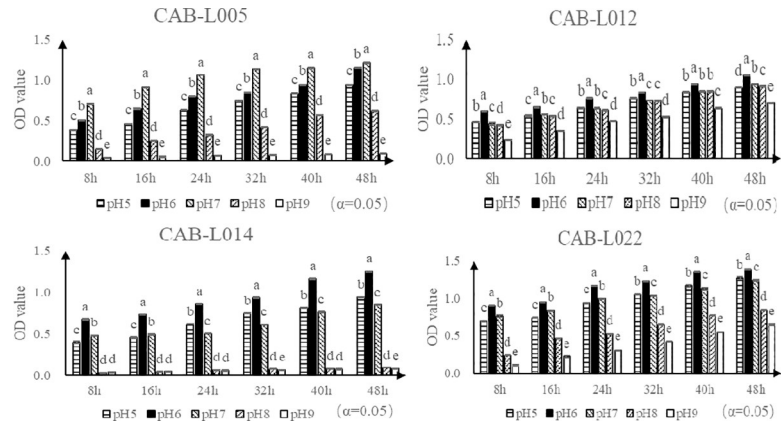 CAB-L005
OD value
1.5
1.0
0.5
0.0
c b a d e
c b a d e
c b a d e
c b a d e
c b a d e
c b a d e
8h 16h 24h 32h 40h 48h
pH5 pH6 pH7 pH8 pH9 (α=0.05)
CAB-L012
OD value
1.5
1.0
0.5
0.0
8h 16h 24h 32h 40h 48h
pH5 pH6 pH7 pH8 pH9 (α=0.05)
CAB-L014
OD value
1.5
1.0
0.5
0.0
c a b d d
c a b d d
b a c d d
b a c d e
b a c d d
b a c d d
8h 16h 24h 32h 40h 48h
pH5 pH6 pH7 pH8 pH9 (α=0.05)
CAB-L022
OD value
1.5
1.0
0.5
0.0
c a b d e
c a b d e
c a b d e
b a c d e
b a c d e
8h 16h 24h 32h 40h 48h
pH5 pH6 pH7 pH8 pH9 (α=0.05)